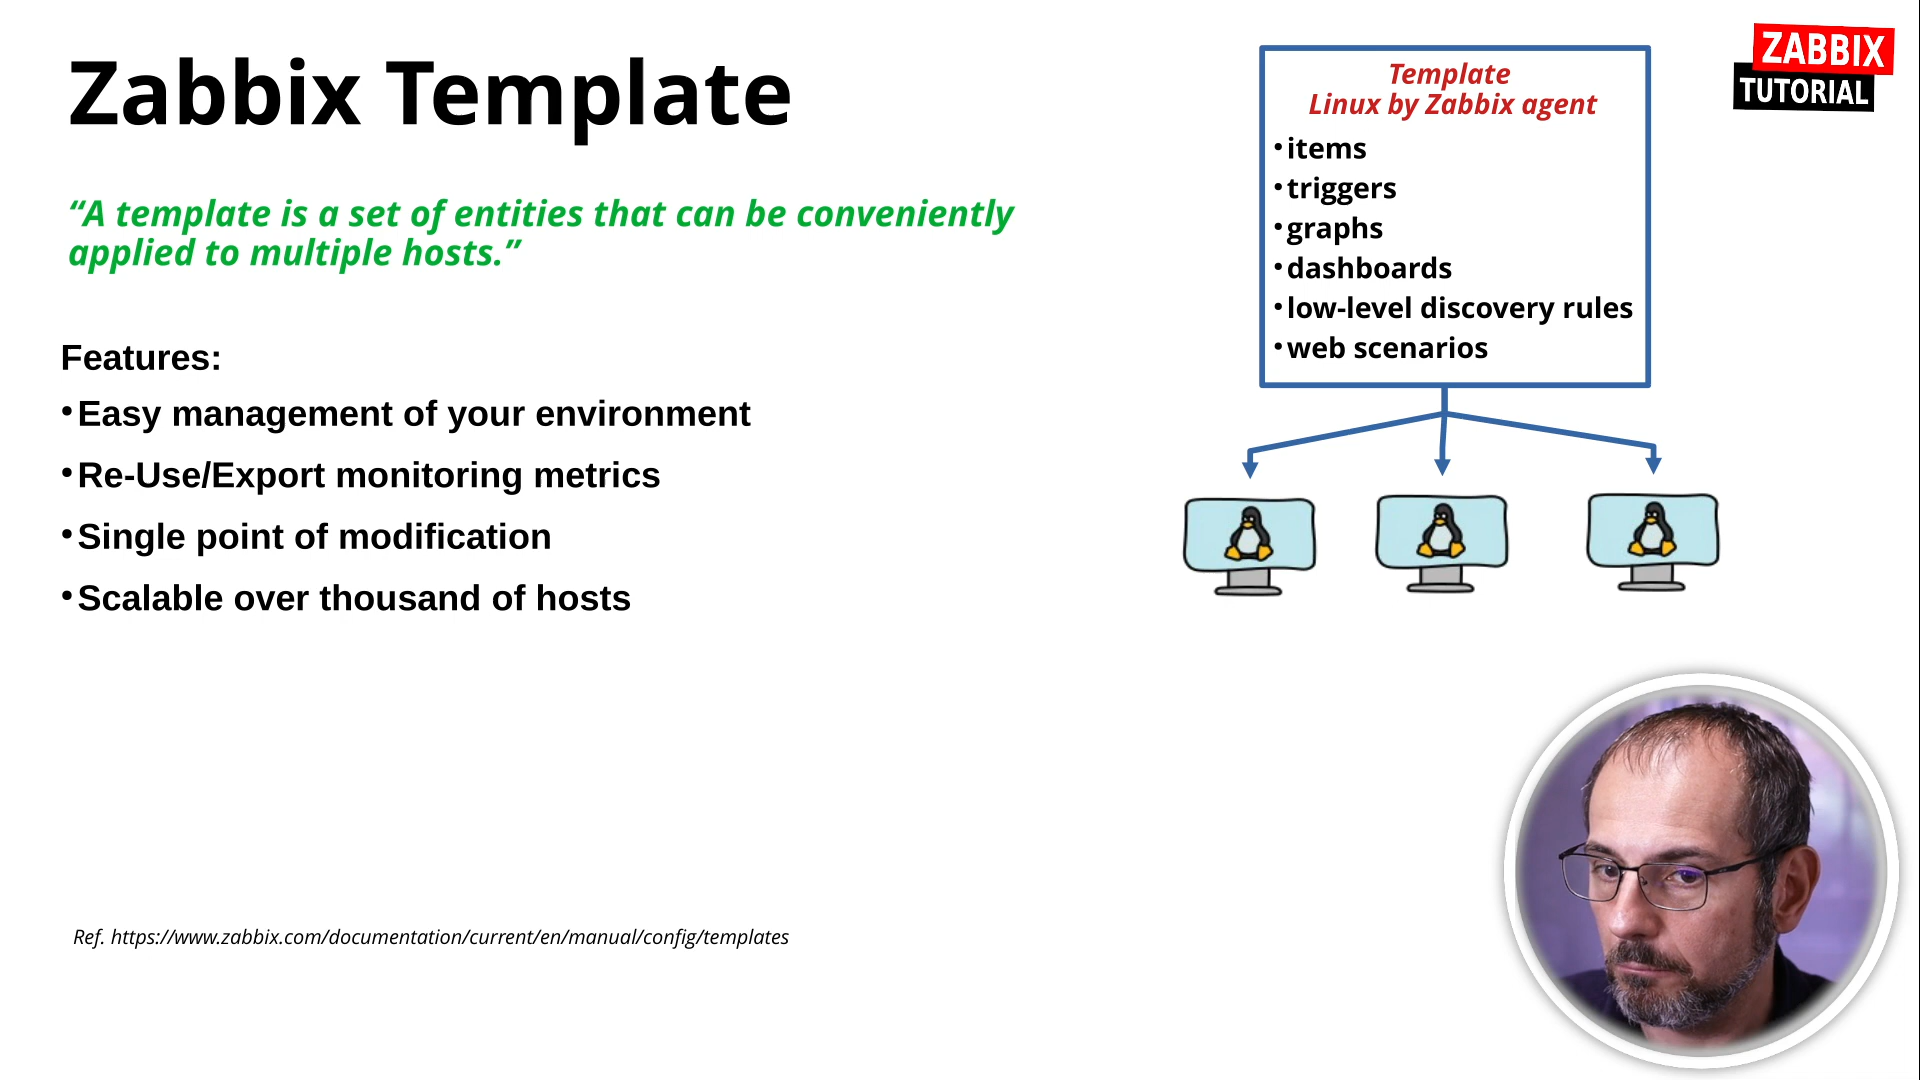 Zabbix Template
“A template is a set of entities that can be conveniently
applied to multiple hosts.”
Features:
•Easy management of your environment
•Re-Use/Export monitoring metrics
•Single point of modification
•Scalable over thousand of hosts
Ref. https://www.zabbix.com/documentation/current/en/manual/config/templates
Template
Linux by Zabbix agent
•items
•triggers
•graphs
•dashboards
•low-level discovery rules
•web scenarios
ZABBIX
TUTORIAL